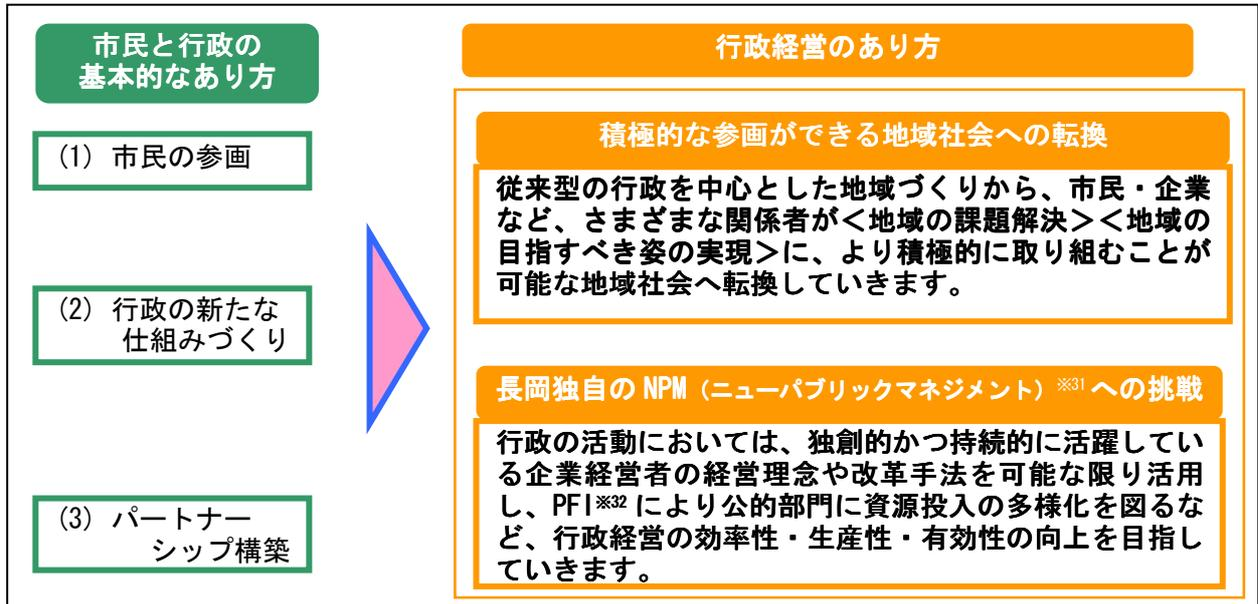 市民と行政の
基本的なあり方
(1) 市民の参画
(2) 行政の新たな
仕組みづくり
(3) パートナー
シップ構築
行政経営のあり方
積極的な参画ができる地域社会への転換
従来型の行政を中心とした地域づくりから、市民・企業
など、さまざまな関係者が＜地域の課題解決＞＜地域の
目指すべき姿の実現＞に、より積極的に取り組むことが
可能な地域社会へ転換していきます。
長岡独自の NPM（ニューパブリックマネジメント）※31 への挑戦
行政の活動においては、独創的かつ持続的に活躍してい
る企業経営者の経営理念や改革手法を可能な限り活用
し、PFI※32 により公的部門に資源投入の多様化を図るな
ど、行政経営の効率性・生産性・有効性の向上を目指し
ていきます。